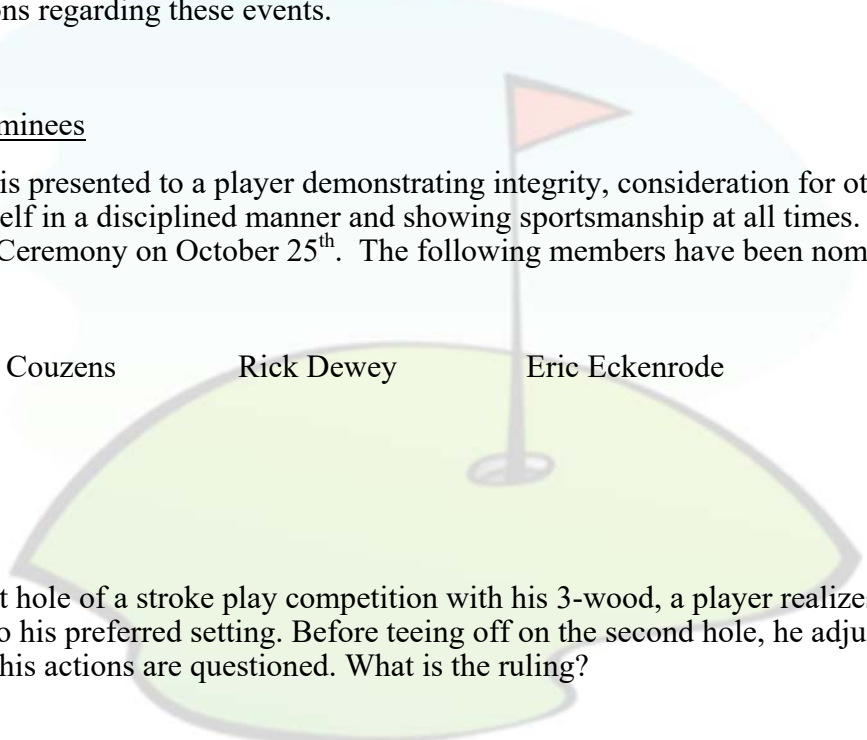 ons regarding these events.
minees
is presented to a player demonstrating integrity, consideration for ot
elf in a disciplined manner and showing sportsmanship at all times.
Ceremony on October 25th. The following members have been nom
Couzens Rick Dewey Eric Eckenrode
t hole of a stroke play competition with his 3-wood, a player realizes
o his preferred setting. Before teeing off on the second hole, he adju
his actions are questioned. What is the ruling?